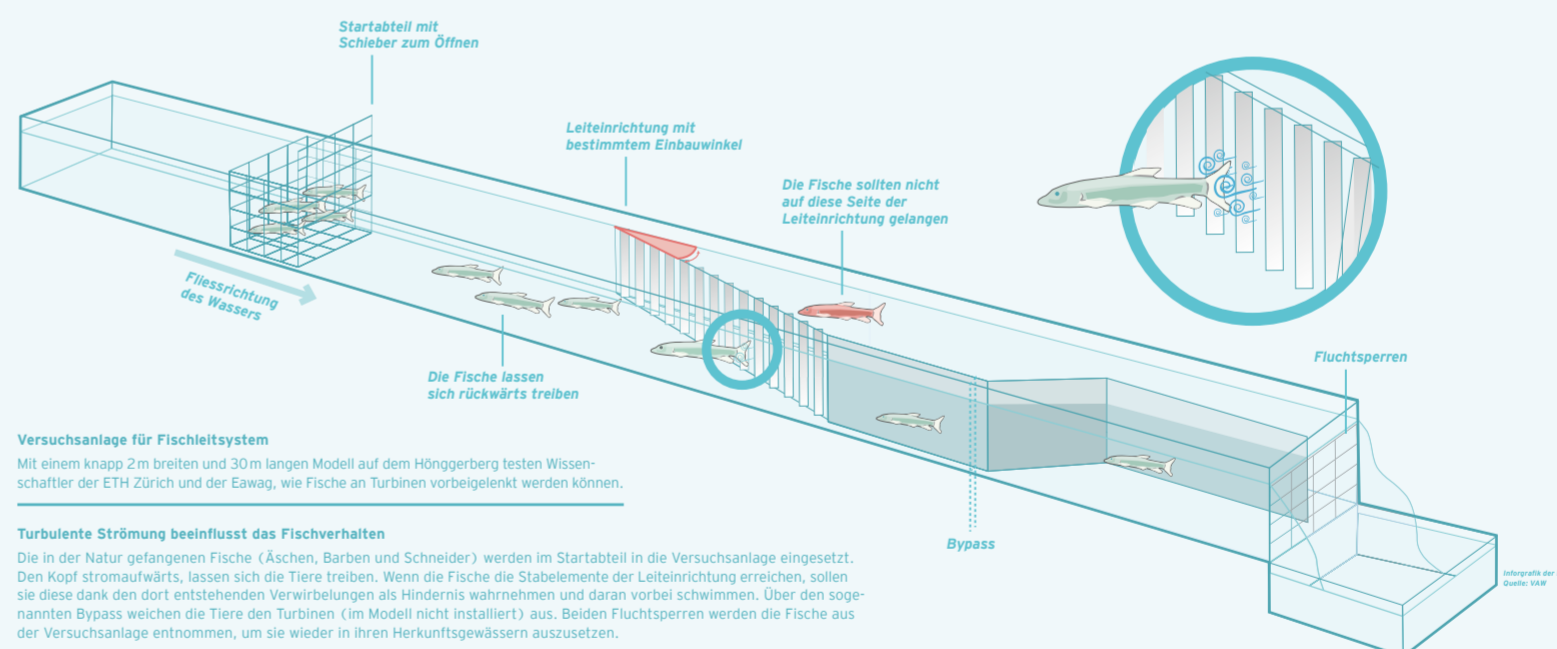 Startabteil mit
Schieber zum Öffnen
Leiteinrichtung mit
bestimmtem Einbauwinkel
Die Fische sollten nicht
auf diese Seite der
Leiteinrichtung gelangen
Fliessrichtung
des Wassers
Die Fische lassen
sich rückwärts treiben
Fluchtsperren
Bypass
Versuchsanlage für Fischleitsystem
Mit einem knapp 2 m breiten und 30 m langen Modell auf dem Hönggerberg testen Wissen-
schaftler der ETH Zürich und der Eawag, wie Fische an Turbinen vorbeigelenkt werden können.
Turbulente Strömung beeinflusst das Fischverhalten
Die in der Natur gefangenen Fische (Äschen, Barben und Schneider) werden im Startabteil in die Versuchsanlage eingesetzt.
Den Kopf stromaufwärts, lassen sich die Tiere treiben. Wenn die Fische die Stabelemente der Leiteinrichtung erreichen, sollen
sie diese dank den dort entstehenden Verwirbelungen als Hindernis wahrnehmen und daran vorbei schwimmen. Über den soge-
nannten Bypass weichen die Tiere den Turbinen (im Modell nicht installiert) aus. Beiden Fluchtsperren werden die Fische aus
der Versuchsanlage entnommen, um sie wieder in ihren Herkunftsgewässern auszusetzen.
Inforgrafik der
Quelle: VAW